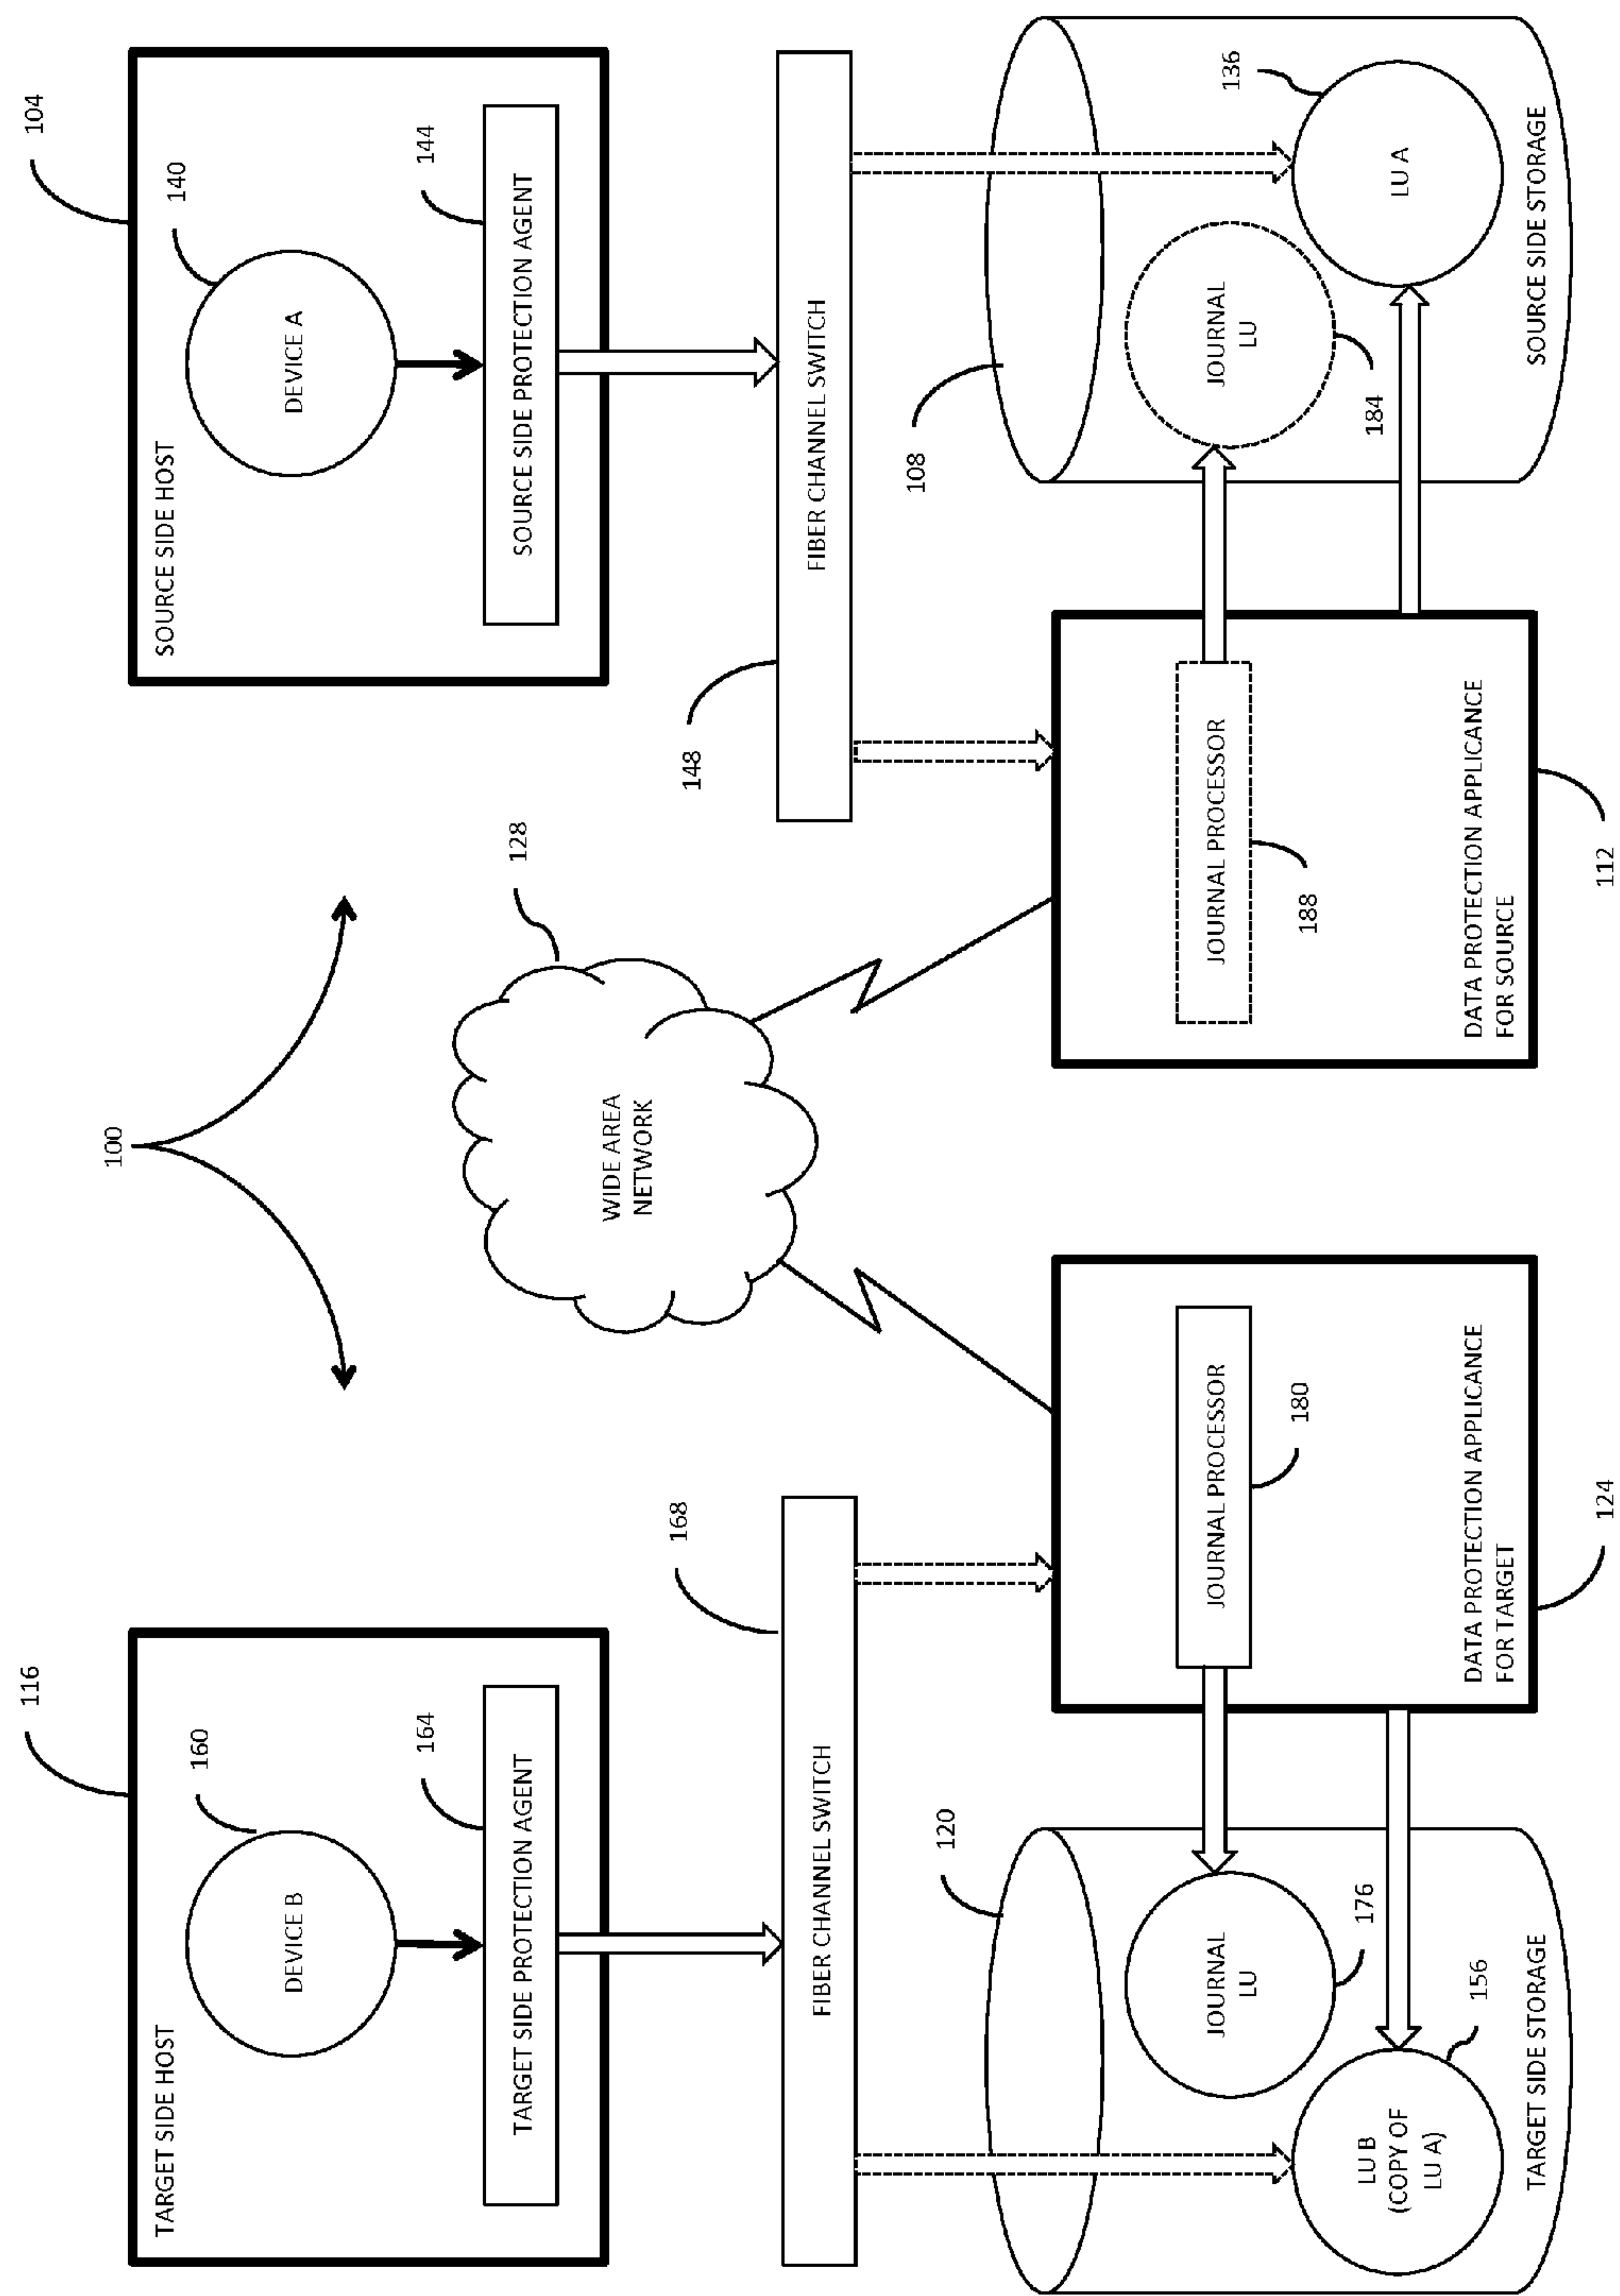 100
104
SOURCE SIDE HOST
140
DEVICE A
144
SOURCE SIDE PROTECTION AGENT
148
FIBER CHANNEL SWITCH
108
136
LU A
JOURNAL
LU
184
SOURCE SIDE STORAGE
128
WIDE AREA
NETWORK
JOURNAL PROCESSOR
188
DATA PROTECTION APPLICANCE
FOR SOURCE
112
116
TARGET SIDE HOST
160
DEVICE B
164
TARGET SIDE PROTECTION AGENT
168
FIBER CHANNEL SWITCH
120
JOURNAL
LU
176
LU B
(COPY OF
LU A)
156
TARGET SIDE STORAGE
JOURNAL PROCESSOR
180
DATA PROTECTION APPLICANCE
FOR TARGET
124